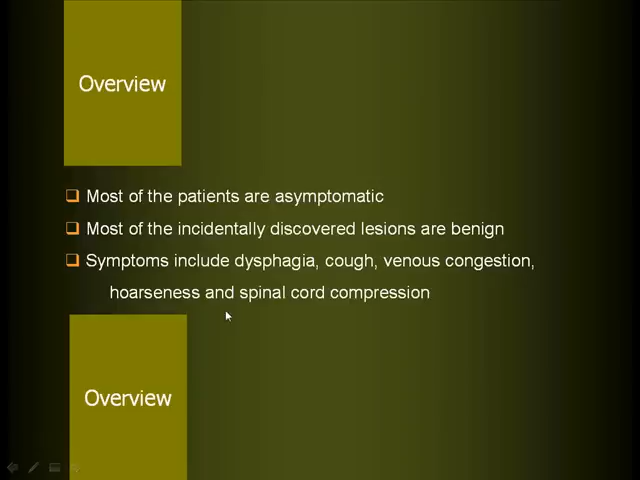 Overview
Most of the patients are asymptomatic
Most of the incidentally discovered lesions are benign
Symptoms include dysphagia, cough, venous congestion,
hoarseness and spinal cord compression
Overview